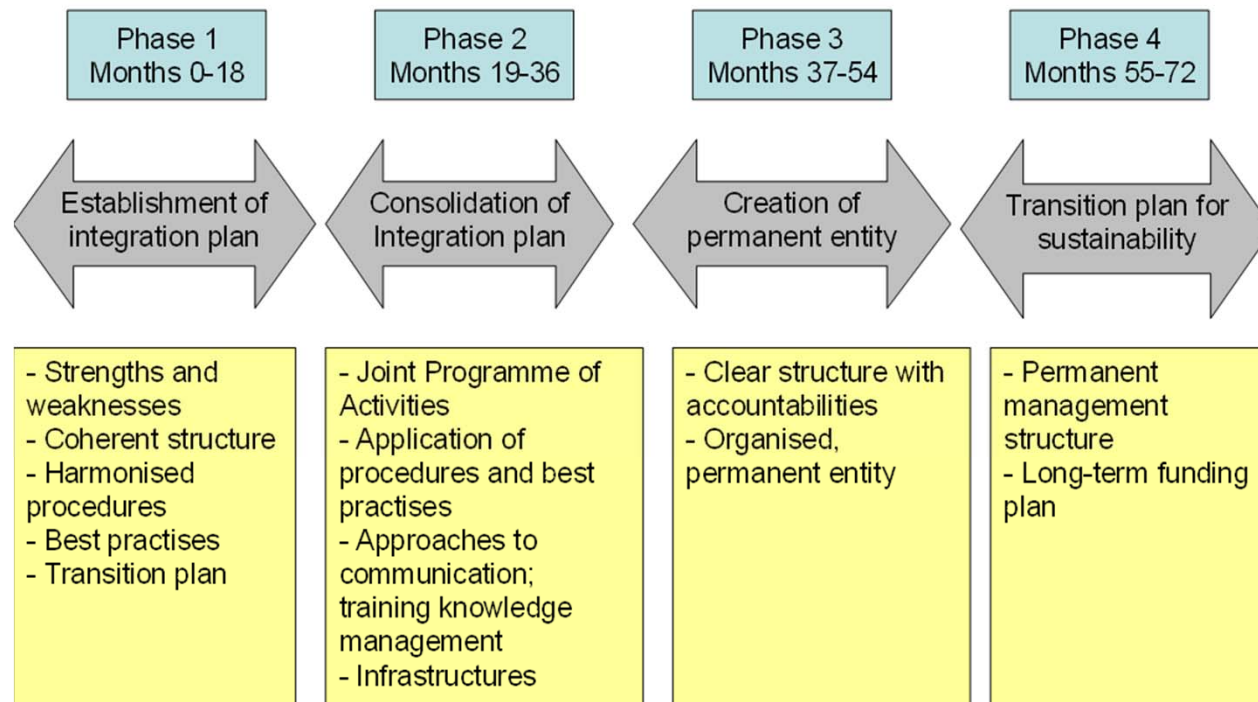 Phase 1
Months 0-18
Phase 2
Months 19-36
Phase 3
Months 37-54
Phase 4
Months 55-72
Establishment of
integration plan
Consolidation of
Integration plan
Creation of
permanent entity
Transition plan for
sustainability
- Strengths and
weaknesses
- Coherent structure
- Harmonised
procedures
- Best practises
- Transition plan
- Joint Programme of
Activities
- Application of
procedures and best
practises
- Approaches to
communication;
training knowledge
management
- Infrastructures
- Clear structure with
accountabilities
- Organised,
permanent entity
- Permanent
management
structure
- Long-term funding
plan